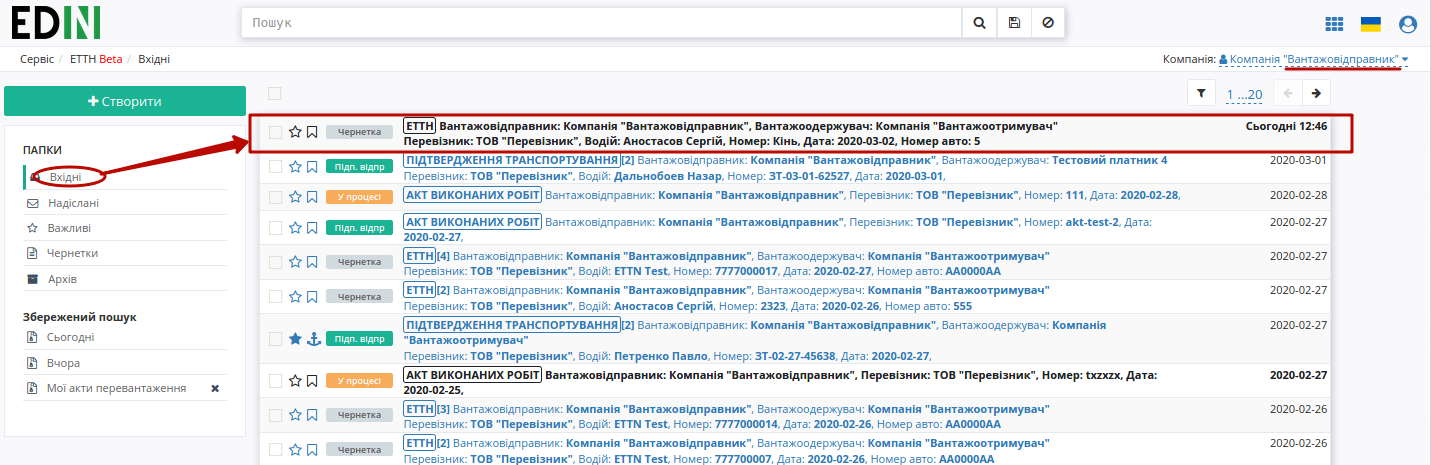 EDIN
Пошук
Сервіс / ЕТТН Beta / Вхідні
Компанія: Компанія "Вантажовідправник"
Створити
1 ...20
ПАПКИ
Вхідні
Надіслані
Важливі
Чернетки
Архів
Збережений пошук
Сьогодні
Вчора
Мої акти перевантаження
Чернетка ЕТТН Вантажовідправник: Компанія "Вантажовідправник", Вантажоодержувач: Компанія "Вантажоотримувач" Сьогодні 12:46
Перевізник: ТОВ "Перевізник", Водій: Аностасов Сергій, Номер: Кінь, Дата: 2020-03-02, Номер авто: 5
Підп. відпр ПІДТВЕРДЖЕННЯ ТРАНСПОРТУВАННЯ[2] Вантажовідправник: Компанія "Вантажовідправник", Вантажоодержувач: Тестовий платник 4 2020-03-01
Перевізник: ТОВ "Перевізник", Водій: Дальнобоев Назар, Номер: ЗТ-03-01-62527, Дата: 2020-03-01,
У процесі АКТ ВИКОНАНИХ РОБІТ Вантажовідправник: Компанія "Вантажовідправник", Перевізник: ТОВ "Перевізник", Номер: 111, Дата: 2020-02-28, 2020-02-28
Підп. відпр АКТ ВИКОНАНИХ РОБІТ Вантажовідправник: Компанія "Вантажовідправник", Перевізник: ТОВ "Перевізник", Номер: akt-test-2, Дата: 2020-02-27
2020-02-27,
Чернетка ЕТТН[4] Вантажовідправник: Компанія "Вантажовідправник", Вантажоодержувач: Компанія "Вантажоотримувач" 2020-02-27
Перевізник: ТОВ "Перевізник", Водій: ETTN Test, Номер: 7777000017, Дата: 2020-02-27, Номер авто: АА0000АА
Чернетка ЕТТН[2] Вантажовідправник: Компанія "Вантажовідправник", Вантажоодержувач: Компанія "Вантажоотримувач" 2020-02-27
Перевізник: ТОВ "Перевізник", Водій: Аностасов Сергій, Номер: 2323, Дата: 2020-02-26, Номер авто: 555
Підп. відпр ПІДТВЕРДЖЕННЯ ТРАНСПОРТУВАННЯ[2] Вантажовідправник: Компанія "Вантажовідправник", Вантажоодержувач: Компанія 2020-02-27
"Вантажоотримувач"
Перевізник: ТОВ "Перевізник", Водій: Петренко Павло, Номер: ЗТ-02-27-45638, Дата: 2020-02-27,
У процесі АКТ ВИКОНАНИХ РОБІТ Вантажовідправник: Компанія "Вантажовідправник", Перевізник: ТОВ "Перевізник", Номер: txzxzx, Дата: 2020-02-27
2020-02-25,
Чернетка ЕТТН[3] Вантажовідправник: Компанія "Вантажовідправник", Вантажоодержувач: Компанія "Вантажоотримувач" 2020-02-26
Перевізник: ТОВ "Перевізник", Водій: ETTN Test, Номер: 7777000014, Дата: 2020-02-26, Номер авто: АА0000АА
Чернетка ЕТТН[2] Вантажовідправник: Компанія "Вантажовідправник", Вантажоодержувач: Компанія "Вантажоотримувач" 2020-02-26
Перевізник: ТОВ "Перевізник", Водій: ETTN Test, Номер: 777700007, Дата: 2020-02-26, Номер авто: АА0000АА